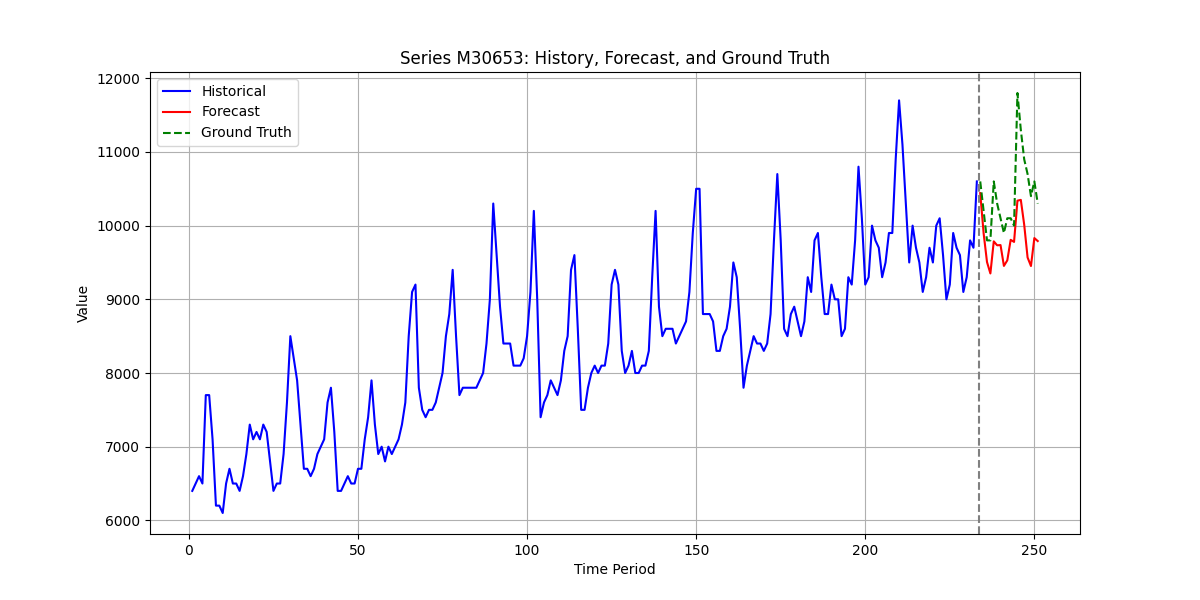 Series M30653: History, Forecast, and Ground Truth
Historical
Forecast
Ground Truth
12000
11000
10000
9000
8000
7000
6000
Value
0 50 100 150 200 250
Time Period